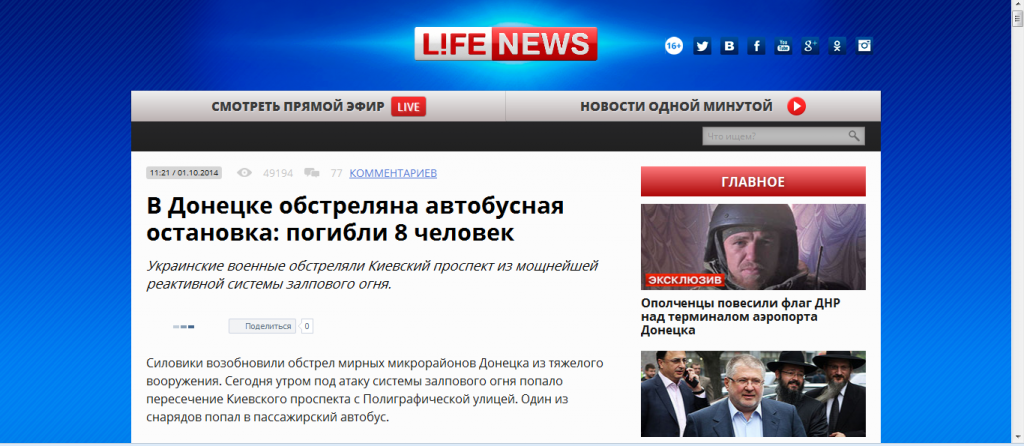 L!FE NEWS
16+
You Tube
СМОТРЕТЬ ПРЯМОЙ ЭФИР LIVE
НОВОСТИ ОДНОЙ МИНУТОЙ
Что ищем?
11:21 / 01.10.2014 49194 77 КОММЕНТАРИЕВ
В Донецке обстреляна автобусная
остановка: погибли 8 человек
Украинские военные обстреляли Киевский проспект из мощнейшей
реактивной системы залпового огня.
Поделиться 0
Силовики возобновили обстрел мирных микрорайонов Донецка из тяжелого
вооружения. Сегодня утром под атаку системы залпового огня попало
пересечение Киевского проспекта с Полиграфической улицей. Один из
снарядов попал в пассажирский автобус.
ГЛАВНОЕ
ЭКСКЛЮЗИВ
Ополченцы повесили флаг ДНР
над терминалом аэропорта
Донецка